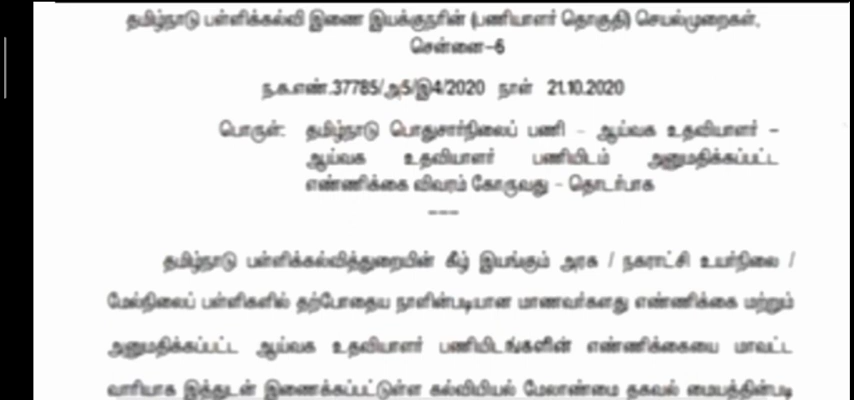 தமிழ்நாடு பள்ளிக்கல்வி இணை இயக்குநரின் (பணியாளர் தொகுதி) செயல்முறைகள்,
சென்னை-6
ந.க.எண்.37785/அ5/இ4/2020 நாள் 21.10.2020
பொருள்: தமிழ்நாடு பொதுசார்நிலைப் பணி - ஆய்வக உதவியாளர் -
ஆய்வக உதவியாளர் பணியிடம் அனுமதிக்கப்பட்ட
எண்ணிக்கை விவரம் கோருவது - தொடர்பாக
---
தமிழ்நாடு பள்ளிக்கல்வித்துறையின் கீழ் இயங்கும் அரசு / நகராட்சி உயர்நிலை /
மேல்நிலைப் பள்ளிகளில் தற்போதைய நாளின்படியான மாணவர்களது எண்ணிக்கை மற்றும்
அனுமதிக்கப்பட்ட ஆய்வக உதவியாளர் பணியிடங்களின் எண்ணிக்கையை மாவட்ட
வாரியாக இத்துடன் இணைக்கப்பட்டுள்ள கல்வியியல் மேலாண்மை தகவல் மையத்தின்படி